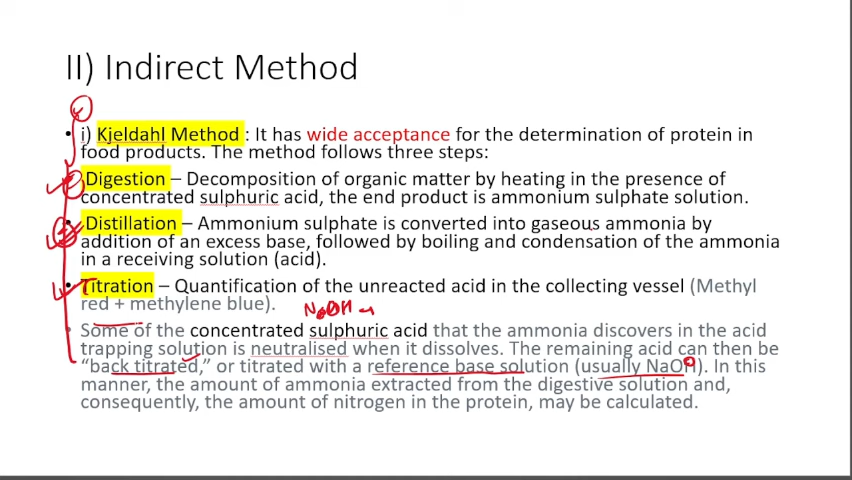 II) Indirect Method
• i) Kjeldahl Method : It has wide acceptance for the determination of protein in
food products. The method follows three steps:
• Digestion – Decomposition of organic matter by heating in the presence of
concentrated sulphuric acid, the end product is ammonium sulphate solution.
• Distillation – Ammonium sulphate is converted into gaseous ammonia by
addition of an excess base, followed by boiling and condensation of the ammonia
in a receiving solution (acid).
• Titration – Quantification of the unreacted acid in the collecting vessel (Methyl
red + methylene blue).
NaOH
• Some of the concentrated sulphuric acid that the ammonia discovers in the acid
trapping solution is neutralised when it dissolves. The remaining acid can then be
“back titrated,” or titrated with a reference base solution (usually NaOH). In this
manner, the amount of ammonia extracted from the digestive solution and,
consequently, the amount of nitrogen in the protein, may be calculated.